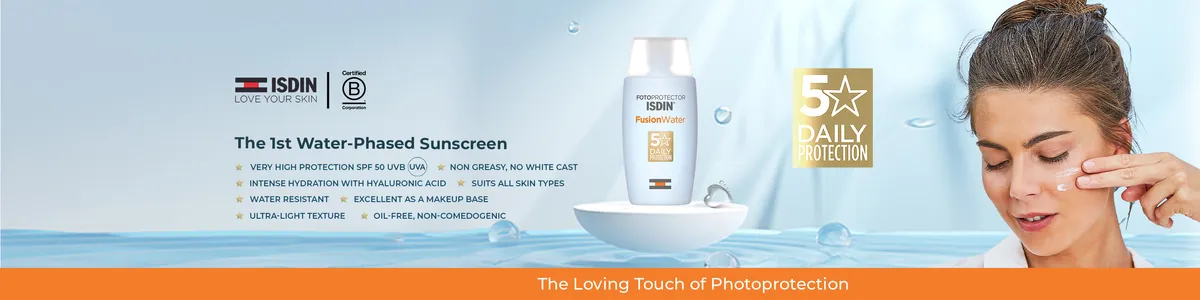 ISDIN
LOVE YOUR SKIN
Certified
B
Corporation
The 1st Water-Phased Sunscreen
VERY HIGH PROTECTION SPF 50 UVB UVA
NON GREASY, NO WHITE CAST
INTENSE HYDRATION WITH HYALURONIC ACID
SUITS ALL SKIN TYPES
WATER RESISTANT
EXCELLENT AS A MAKEUP BASE
ULTRA-LIGHT TEXTURE
OIL-FREE, NON-COMEDOGENIC
FOTOPROTECTOR
ISDIN
FusionWater
5
DAILY
PROTECTION
5
DAILY
PROTECTION
The Loving Touch of Photoprotection